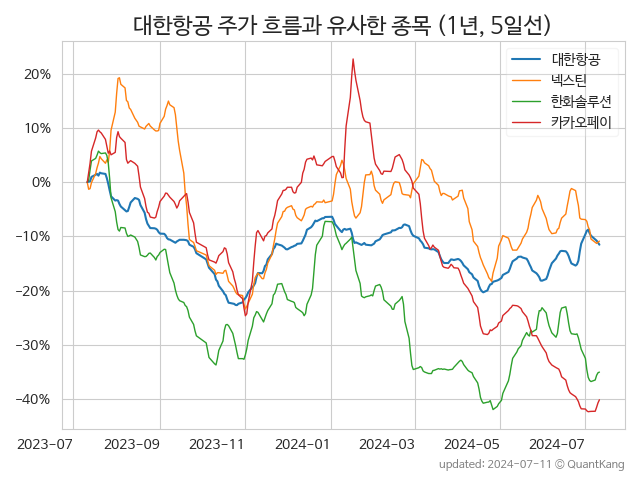 대한항공 주가 흐름과 유사한 종목 (1년, 5일선)
대한항공
넥스틴
한화솔루션
카카오페이
20%
10%
0%
−10%
−20%
−30%
−40%
2023-07 2023-09 2023-11 2024-01 2024-03 2024-05 2024-07
updated: 2024-07-11 © QuantKang